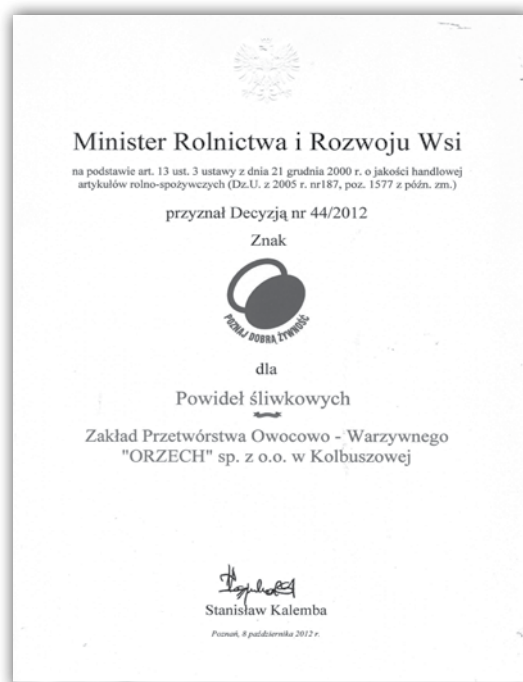 Minister Rolnictwa i Rozwoju Wsi
na podstawie art. 13 ust. 3 ustawy z dnia 21 grudnia 2000 r. o jakości handlowej
artykułów rolno-spożywczych (Dz.U. z 2005 r. nr187, poz. 1577 z późn. zm.)
przyznał Decyzją nr 44/2012
Znak
POZNAJ DOBRĄ ŻYWNOŚĆ
dla
Powideł śliwkowych
Zakład Przetwórstwa Owocowo - Warzywnego
"ORZECH" sp. z o.o. w Kolbuszowej
Stanisław Kalemba
Poznań, 8 października 2012 r.